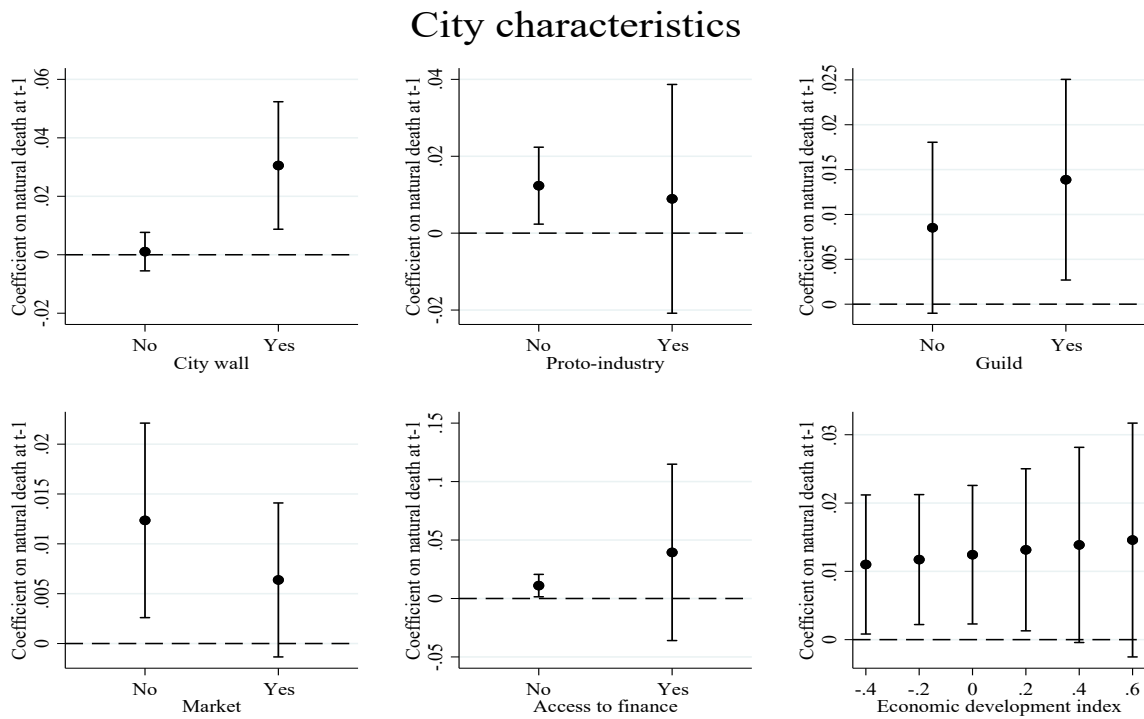 City characteristics
Coefficient on natural death at t-1
.06
.04
.02
0
-.02
No Yes
City wall
Coefficient on natural death at t-1
.04
.02
0
-.02
No Yes
Proto-industry
Coefficient on natural death at t-1
.025
.02
.015
.01
.005
0
No Yes
Guild
Coefficient on natural death at t-1
.02
.015
.01
.005
0
No Yes
Market
Coefficient on natural death at t-1
.15
.1
.05
0
-.05
No Yes
Access to finance
Coefficient on natural death at t-1
.03
.02
.01
0
-.4 -.2 0 .2 .4 .6
Economic development index